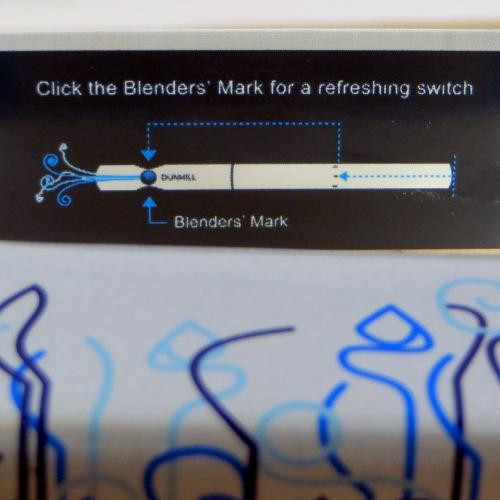 Click the Blenders' Mark for a refreshing switch
DUNHILL
Blenders' Mark